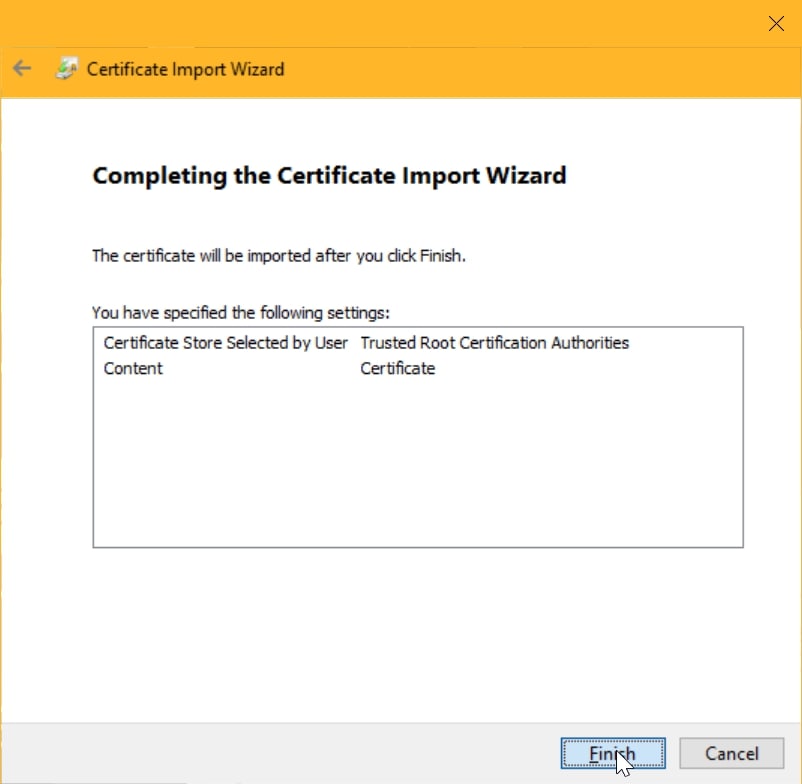 Certificate Import Wizard
Completing the Certificate Import Wizard
The certificate will be imported after you click Finish.
You have specified the following settings:
Certificate Store Selected by User Trusted Root Certification Authorities
Content Certificate
Finish Cancel